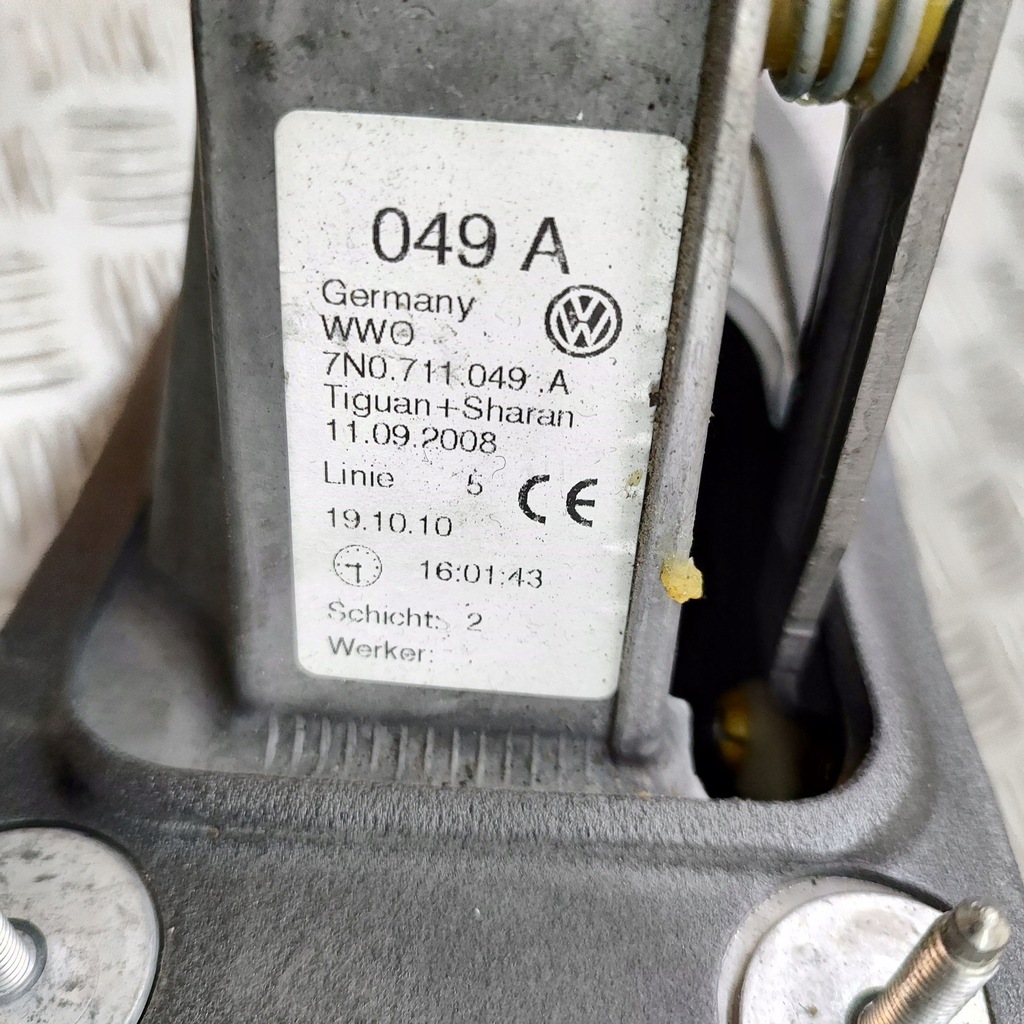 049 A
Germany
WWO
7N0.711.049 .A
Tiguan+Sharan
11.09.2008
Linie 5 CE
19.10.10
16:01:43
Schicht: 2
Werker: